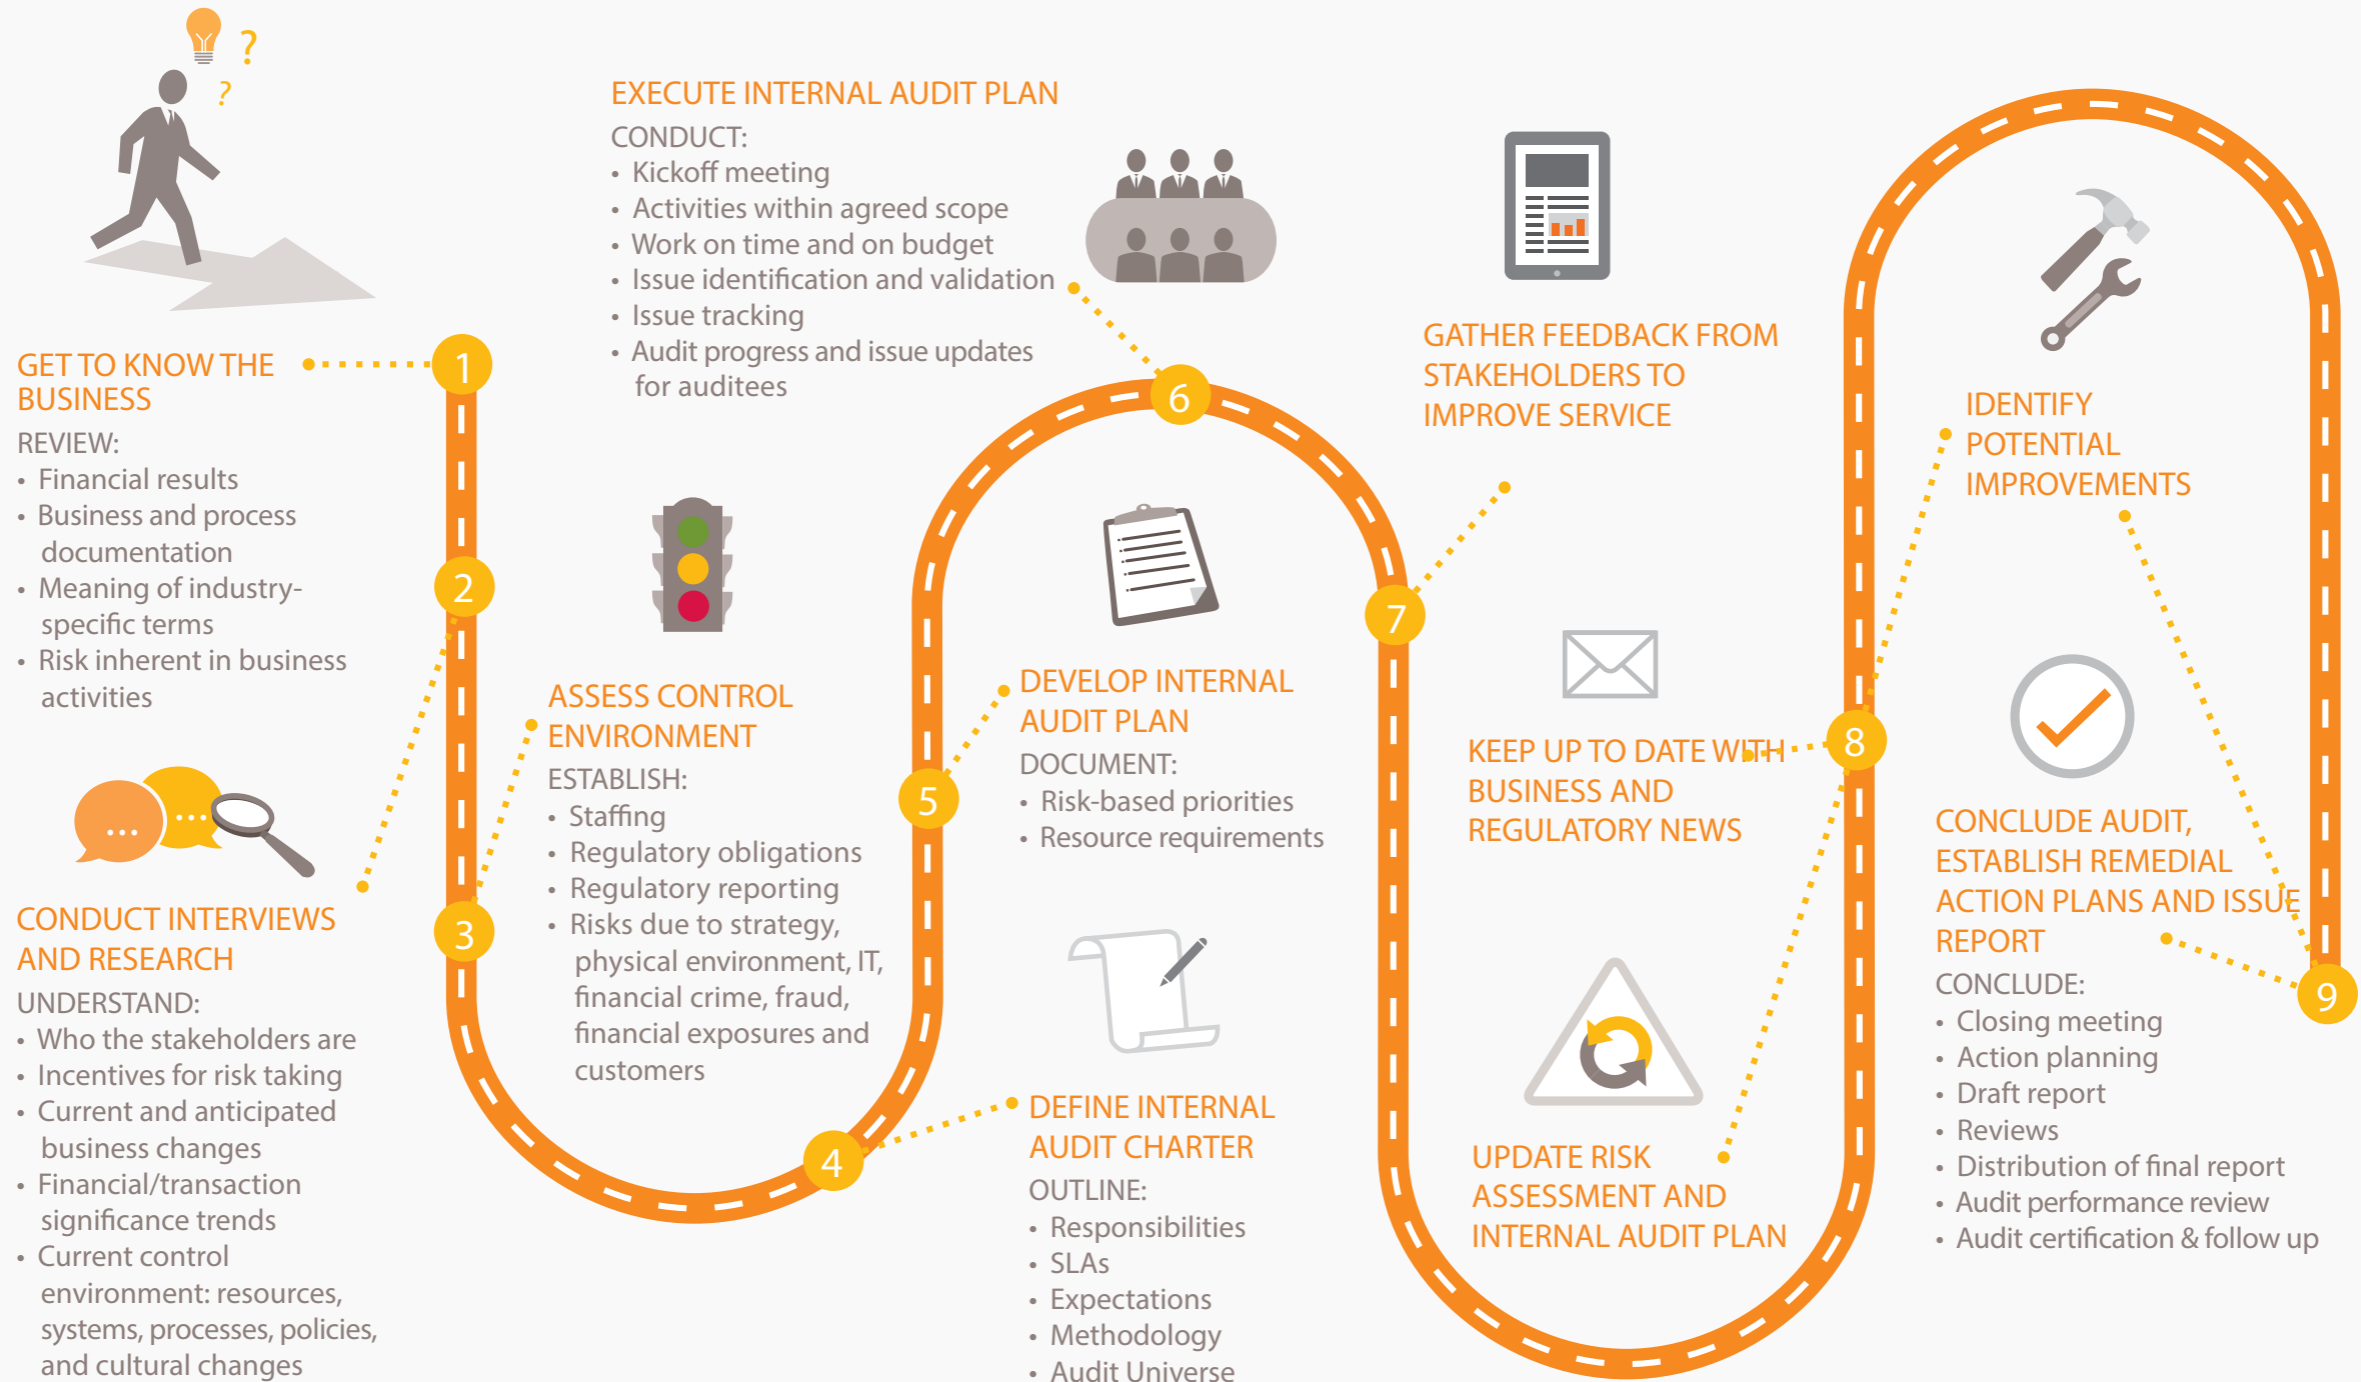 ? 
?
GET TO KNOW THE
BUSINESS
REVIEW:
• Financial results
• Business and process
documentation
• Meaning of industry-
specific terms
• Risk inherent in business
activities
1
2
CONDUCT INTERVIEWS
AND RESEARCH
UNDERSTAND:
• Who the stakeholders are
• Incentives for risk taking
• Current and anticipated
business changes
• Financial/transaction
significance trends
• Current control
environment: resources,
systems, processes, policies,
and cultural changes
3
ASSESS CONTROL
ENVIRONMENT
ESTABLISH:
• Staffing
• Regulatory obligations
• Regulatory reporting
• Risks due to strategy,
physical environment, IT,
financial crime, fraud,
financial exposures and
customers
4
DEFINE INTERNAL
AUDIT CHARTER
OUTLINE:
• Responsibilities
• SLAs
• Expectations
• Methodology
• Audit Universe
5
DEVELOP INTERNAL
AUDIT PLAN
DOCUMENT:
• Risk-based priorities
• Resource requirements
EXECUTE INTERNAL AUDIT PLAN
CONDUCT:
• Kickoff meeting
• Activities within agreed scope
• Work on time and on budget
• Issue identification and validation
• Issue tracking
• Audit progress and issue updates
for auditees
6
GATHER FEEDBACK FROM
STAKEHOLDERS TO
IMPROVE SERVICE
7
KEEP UP TO DATE WITH
BUSINESS AND
REGULATORY NEWS
8
UPDATE RISK
ASSESSMENT AND
INTERNAL AUDIT PLAN
IDENTIFY
POTENTIAL
IMPROVEMENTS
CONCLUDE AUDIT,
ESTABLISH REMEDIAL
ACTION PLANS AND ISSUE
REPORT
9
CONCLUDE:
• Closing meeting
• Action planning
• Draft report
• Reviews
• Distribution of final report
• Audit performance review
• Audit certification & follow up